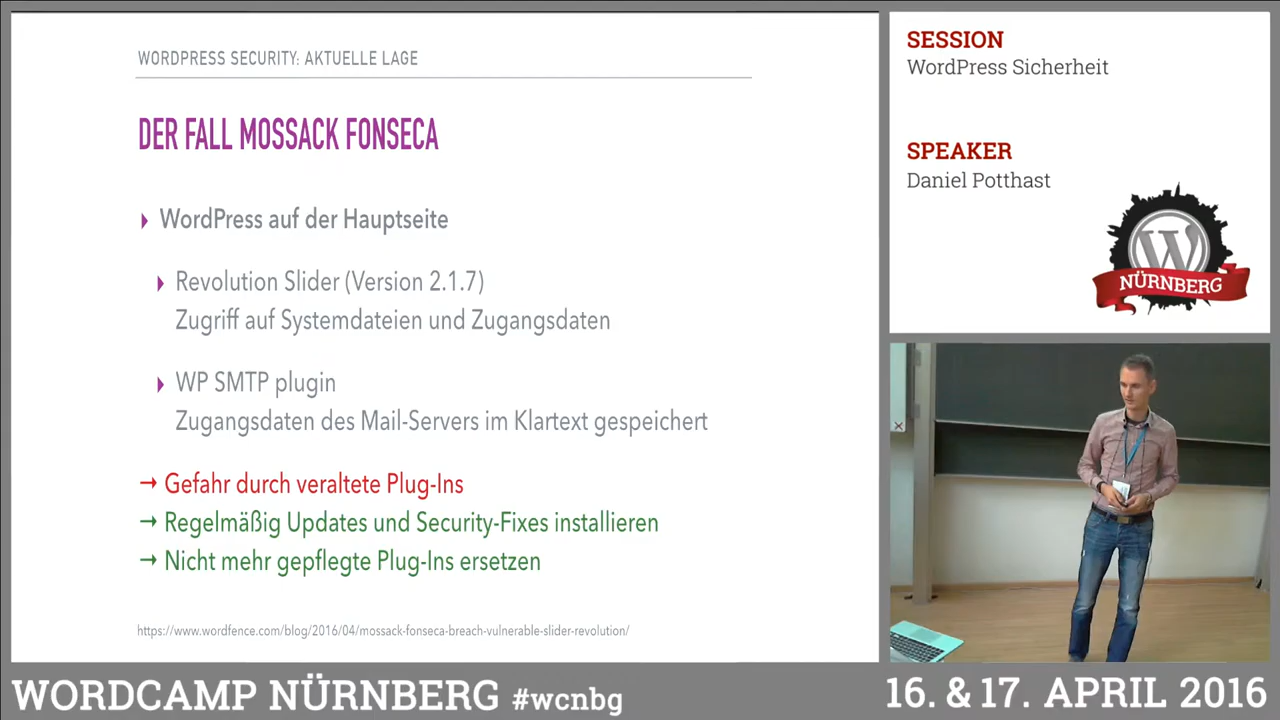 WORDPRESS SECURITY: AKTUELLE LAGE
DER FALL MOSSACK FONSECA
WordPress auf der Hauptseite
Revolution Slider (Version 2.1.7)
Zugriff auf Systemdateien und Zugangsdaten
WP SMTP plugin
Zugangsdaten des Mail-Servers im Klartext gespeichert
→ Gefahr durch veraltete Plug-Ins
→ Regelmäßig Updates und Security-Fixes installieren
→ Nicht mehr gepflegte Plug-Ins ersetzen
https://www.wordfence.com/blog/2016/04/mossack-fonseca-breach-vulnerable-slider-revolution/
SESSION
WordPress Sicherheit
SPEAKER
Daniel Potthast
W
NÜRNBERG
WORDCAMP NÜRNBERG #wcnbg
16. & 17. APRIL 2016